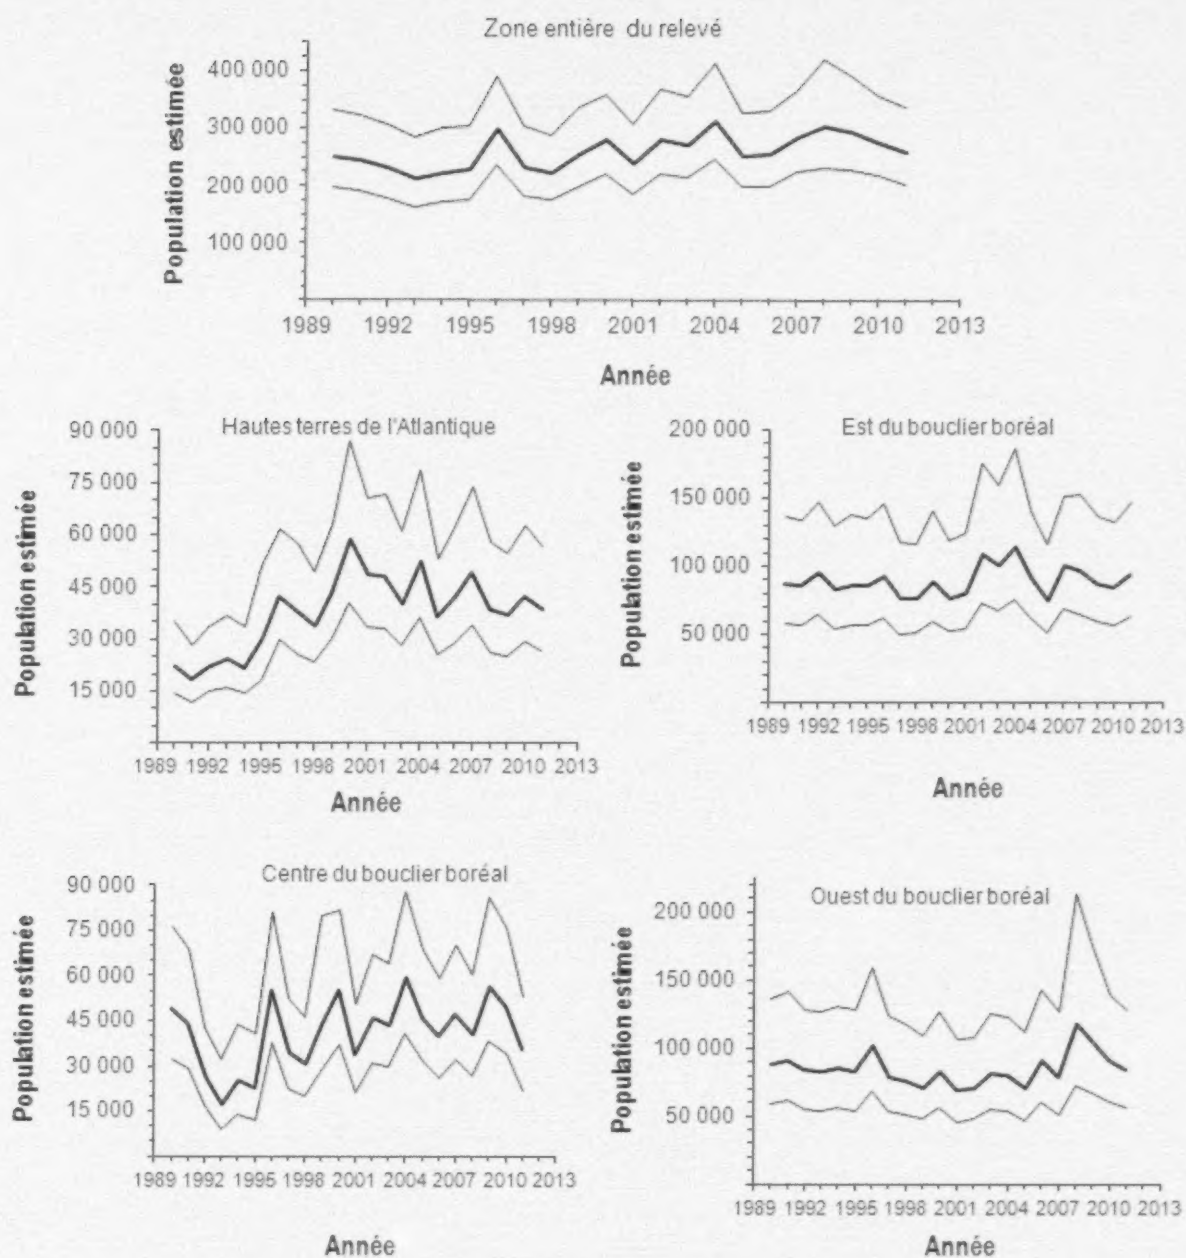 Zone entière du relevé
Population estimée
400 000
300 000
200 000
100 000
1989 1992 1995 1998 2001 2004 2007 2010 2013
Année
Hautes terres de l'Atlantique
Population estimée
90 000
75 000
60 000
45 000
30 000
15 000
1989 1992 1995 1998 2001 2004 2007 2010 2013
Année
Est du bouclier boréal
Population estimée
200 000
150 000
100 000
50 000
1989 1992 1995 1998 2001 2004 2007 2010 2013
Année
Centre du bouclier boréal
Population estimée
90 000
75 000
60 000
45 000
30 000
15 000
1989 1992 1995 1998 2001 2004 2007 2010 2013
Année
Ouest du bouclier boréal
Population estimée
200 000
150 000
100 000
50 000
1989 1992 1995 1998 2001 2004 2007 2010 2013
Année